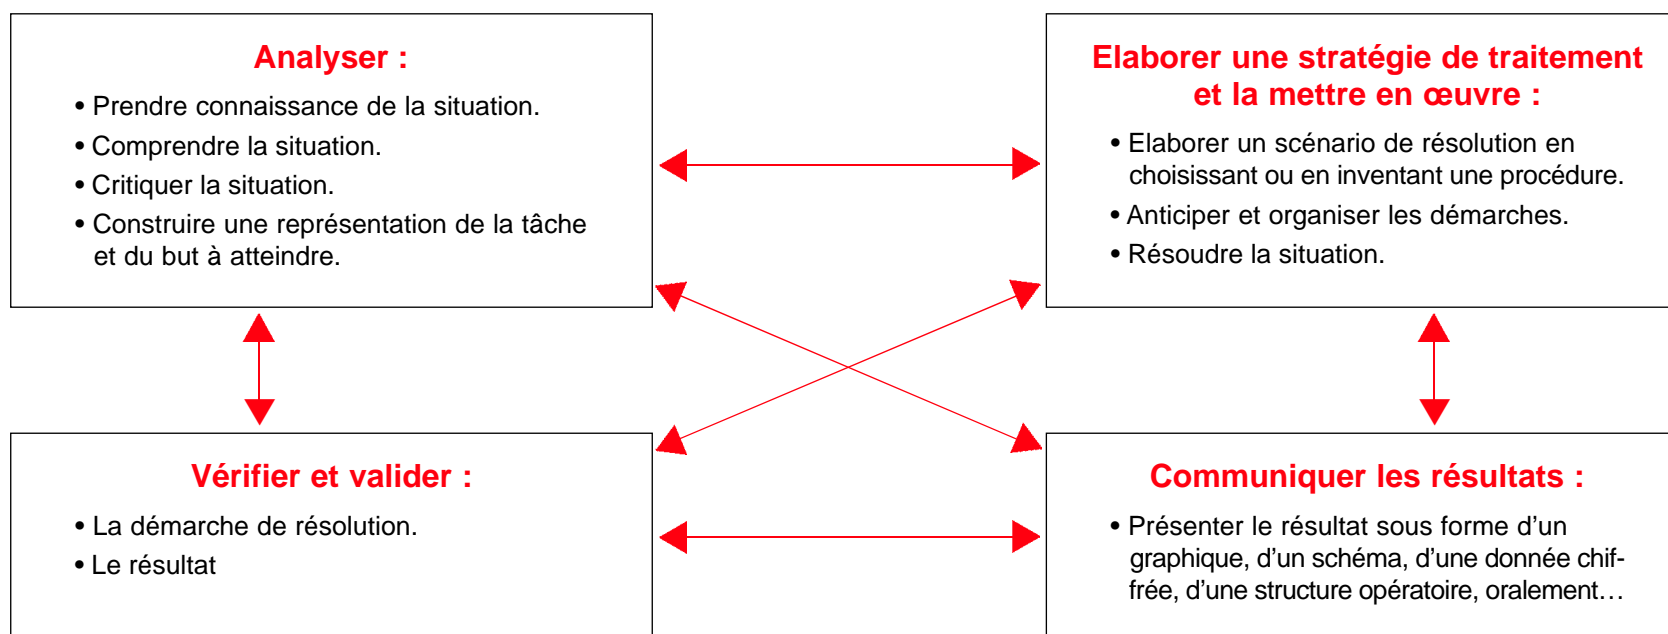 Analyser :
• Prendre connaissance de la situation.
• Comprendre la situation.
• Critiquer la situation.
• Construire une représentation de la tâche
et du but à atteindre.
Elaborer une stratégie de traitement
et la mettre en œuvre :
• Elaborer un scénario de résolution en
choisissant ou en inventant une procédure.
• Anticiper et organiser les démarches.
• Résoudre la situation.
Vérifier et valider :
• La démarche de résolution.
• Le résultat
Communiquer les résultats :
• Présenter le résultat sous forme d’un
graphique, d’un schéma, d’une donnée chif-
frée, d’une structure opératoire, oralement…